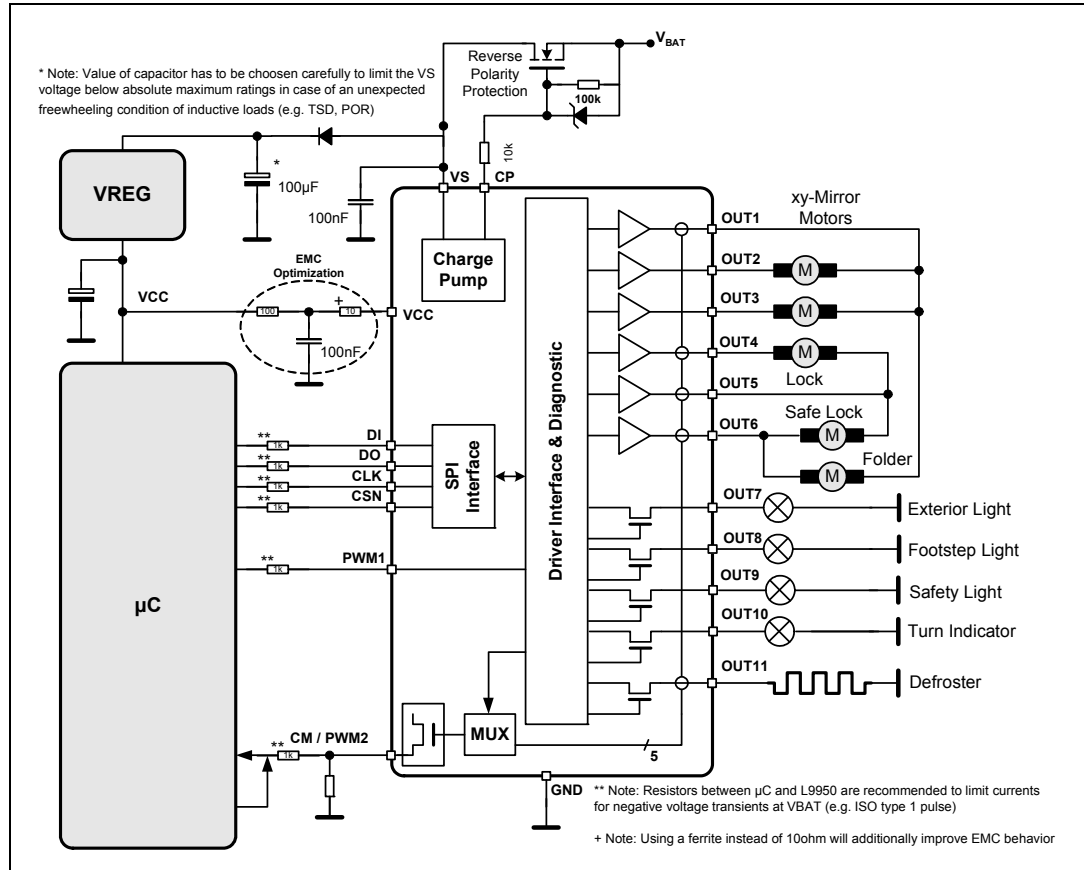 V_BAT
Reverse
Polarity
Protection
100k
* Note: Value of capacitor has to be choosen carefully to limit the VS
voltage below absolute maximum ratings in case of an unexpected
freewheeling condition of inductive loads (e.g. TSD, POR)
10k
*
VREG
100µF
VS
CP
100nF
xy-Mirror
Motors
OUT1
Charge
Pump
EMC
Optimization
OUT2
M
VCC
+
100
10
VCC
OUT3
M
100nF
OUT4
M
Lock
OUT5
Driver Interface & Diagnostic
Safe Lock
OUT6
M
** 1k DI
** 1k DO
** 1k CLK
** 1k CSN
SPI
Interface
Folder
M
OUT7
Exterior Light
OUT8
Footstep Light
** 1k PWM1
OUT9
Safety Light
µC
OUT10
Turn Indicator
OUT11
Defroster
MUX
CM / PWM2
** 1k
5
GND
** Note: Resistors between µC and L9950 are recommended to limit currents
for negative voltage transients at VBAT (e.g. ISO type 1 pulse)
+ Note: Using a ferrite instead of 10ohm will additionally improve EMC behavior